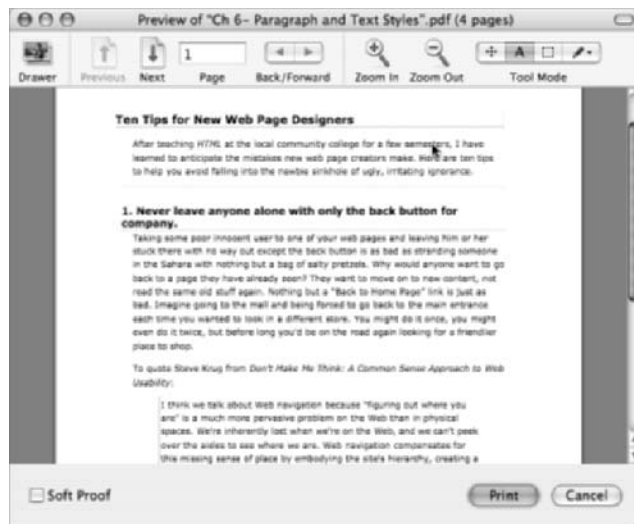 Preview of "Ch 6- Paragraph and Text Styles".pdf (4 pages)
1
Drawer Previous Next Page Back/Forward Zoom In Zoom Out Tool Mode
A
Ten Tips for New Web Page Designers
After teaching HTML at the local community college for a few semesters, I have
learned to anticipate the mistakes new web page creators make. Here are ten tips
to help you avoid falling into the newbie sinkhole of ugly, irritating ignorance.
1. Never leave anyone alone with only the back button for
company.
Taking some poor innocent user to one of your web pages and leaving him or her
stuck there with no way out except the back button is as bad as stranding someone
in the Sahara with nothing but a bag of salty pretzels. Why would anyone want to go
back to a page they have already seen? They want to move on to new content, not
read the same old stuff again. Nothing but a "Back to Home Page" link is just as
bad. Imagine going to the mall and being forced to go back to the main entrance
each time you wanted to look in a different store. You might do it once, you might
even do it twice, but before long you'd be on the road again looking for a friendlier
place to shop.
To quote Steve Krug from Don't Make Me Think: A Common Sense Approach to Web
Usability:
I think we talk about Web navigation because "figuring out where you
are" is a much more pervasive problem on the Web than in physical
spaces. We're inherently lost when we're on the Web, and we can't peek
over the aisles to see where we are. Web navigation compensates for
this missing sense of place by embodying the site's hierarchy, creating a
Soft Proof
Print Cancel